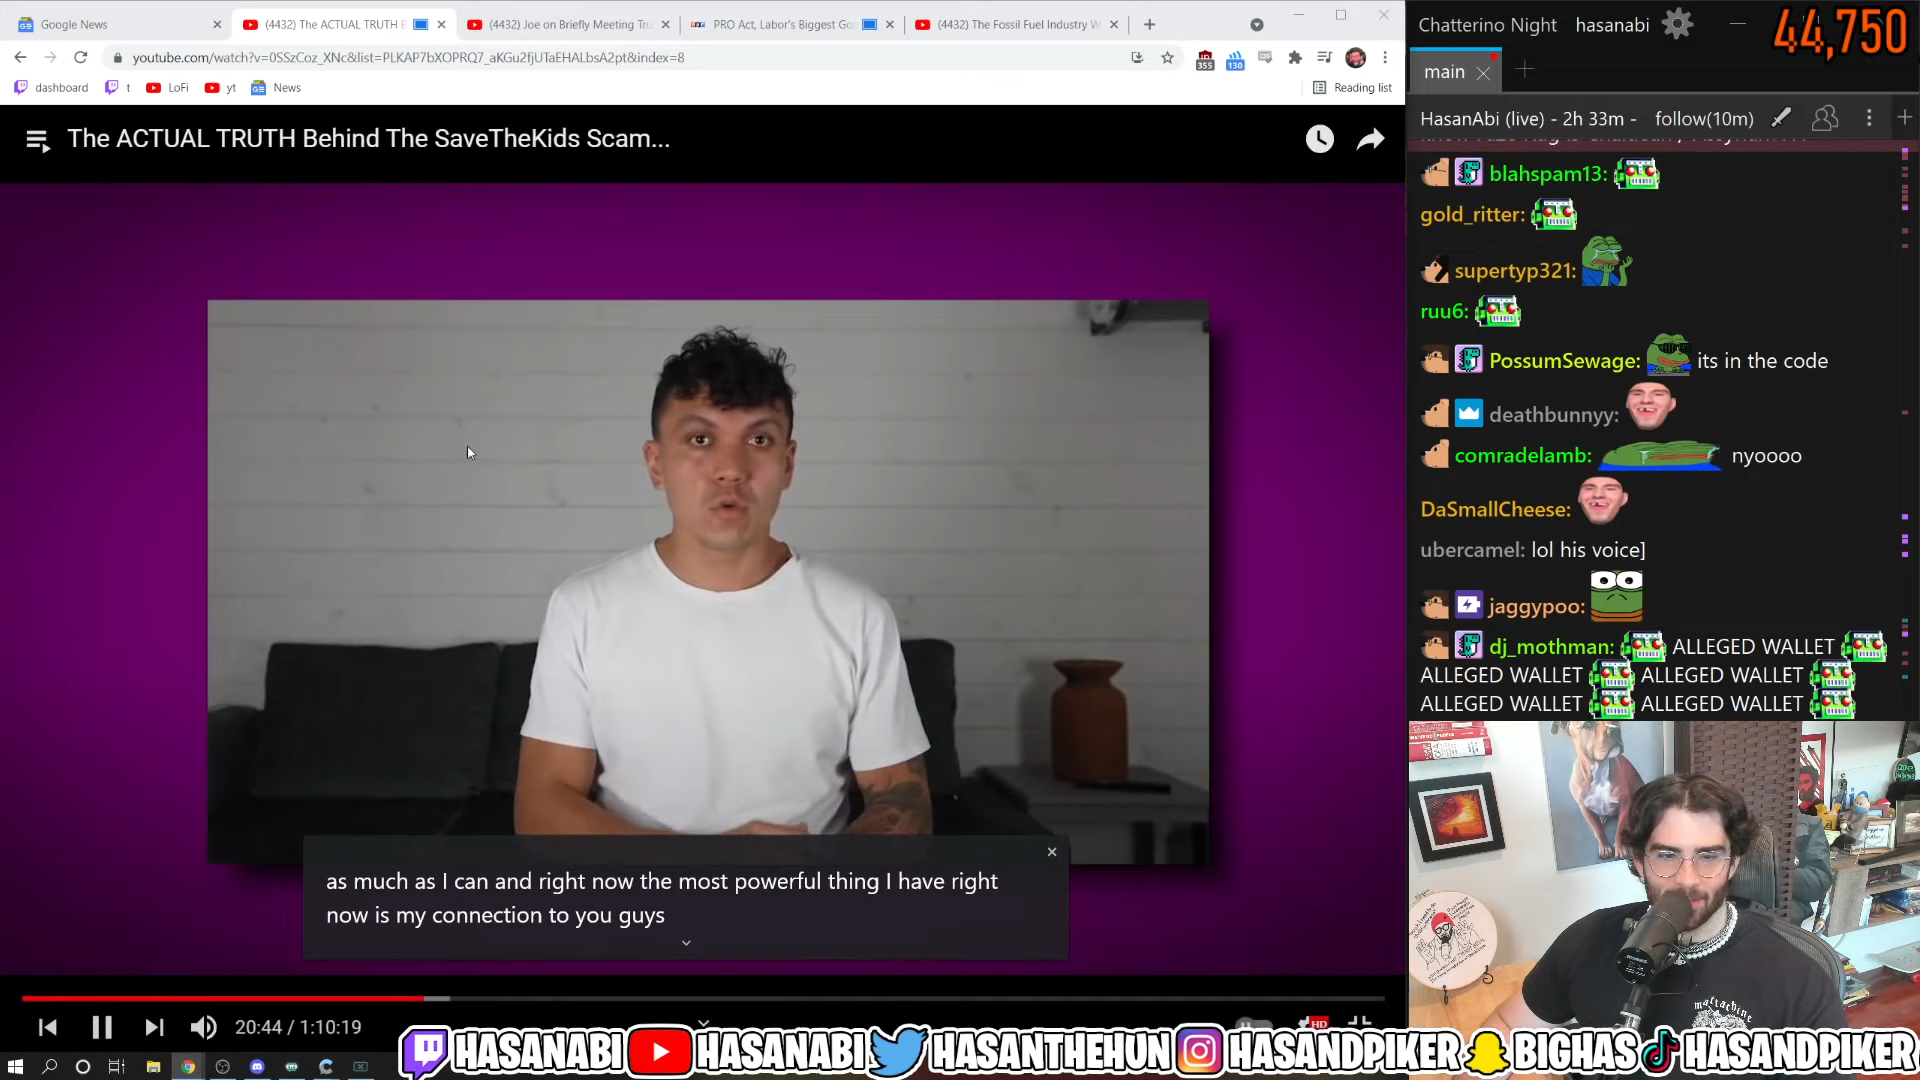 Google News
(4432) The ACTUAL TRUTH B
(4432) Joe on Briefly Meeting Tru
PRO Act, Labor's Biggest Go
(4432) The Fossil Fuel Industry W
youtube.com/watch?v=0SSzCoz_XNc&list=PLKAP7bXOPRQ7_aKGu2fjUTaEHALbsA2pt&index=8
355
130
dashboard
t
LoFi
yt
News
Reading list
The ACTUAL TRUTH Behind The SaveTheKids Scam...
as much as I can and right now the most powerful thing I have right
now is my connection to you guys
20:44 / 1:10:19
HD
Chatterino Night
hasanabi
44,750
main
HasanAbi (live) - 2h 33m -
follow(10m)
blahspam13:
gold_ritter:
supertyp321:
ruu6:
PossumSewage: its in the code
deathbunnyy:
comradelamb: nyoooo
DaSmallCheese:
ubercamel: lol his voice]
jaggypoo:
dj_mothman: ALLEGED WALLET
ALLEGED WALLET ALLEGED WALLET
ALLEGED WALLET ALLEGED WALLET
HASANABI
HASANABI
HASANTHEHUN
HASANDPIKER
BIGHAS
HASANDPIKER